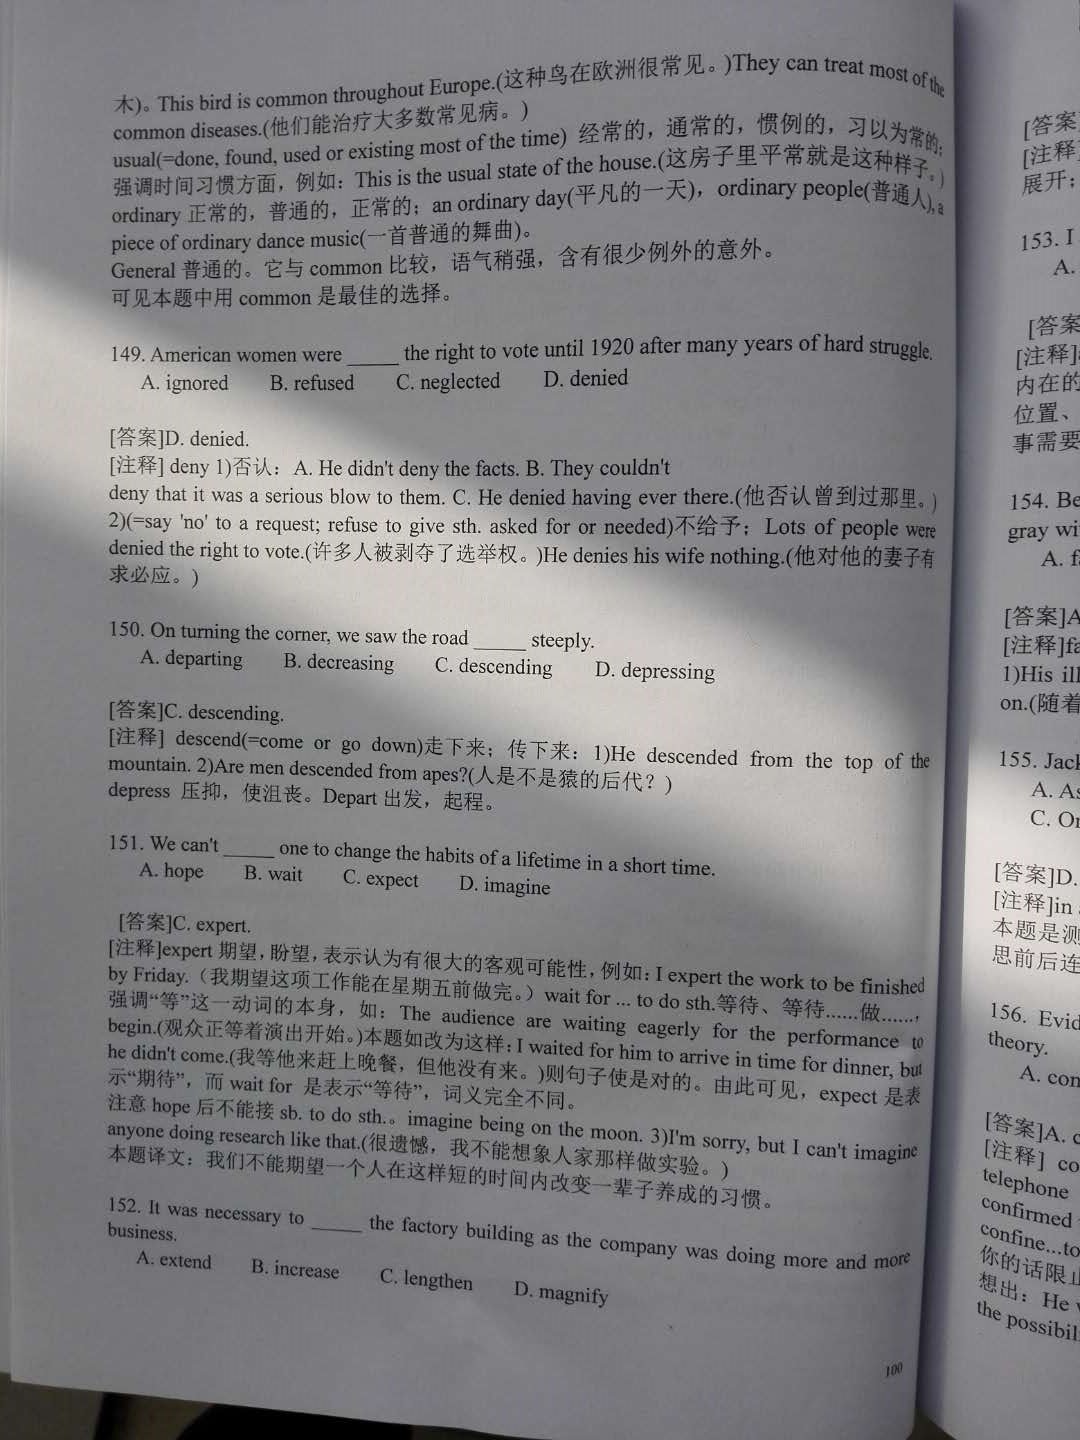 木)。This bird is common throughout Europe.(这种鸟在欧洲很常见。)They can treat most of the
common diseases.(他们能治疗大多数常见病。)
usual(=done, found, used or existing most of the time) 经常的，通常的，惯例的，习以为常的；
强调时间习惯方面，例如：This is the usual state of the house.(这房子里平常就是这种样子。)
ordinary 正常的，普通的，正常的；an ordinary day(平凡的一天)，ordinary people(普通人), a
piece of ordinary dance music(一首普通的舞曲)。
General 普通的。它与 common 比较，语气稍强，含有很少例外的意外。
可见本题中用 common 是最佳的选择。
149. American women were _____ the right to vote until 1920 after many years of hard struggle.
A. ignored B. refused C. neglected D. denied
[答案]D. denied.
[注释] deny 1)否认：A. He didn't deny the facts. B. They couldn't
deny that it was a serious blow to them. C. He denied having ever there.(他否认曾到过那里。)
2)(=say 'no' to a request; refuse to give sth. asked for or needed)不给予；Lots of people were
denied the right to vote.(许多人被剥夺了选举权。)He denies his wife nothing.(他对他的妻子有
求必应。)
150. On turning the corner, we saw the road _____ steeply.
A. departing B. decreasing C. descending D. depressing
[答案]C. descending.
[注释] descend(=come or go down)走下来；传下来：1)He descended from the top of the
mountain. 2)Are men descended from apes?(人是不是猿的后代？)
depress 压抑，使沮丧。Depart 出发，起程。
151. We can't _____ one to change the habits of a lifetime in a short time.
A. hope B. wait C. expect D. imagine
[答案]C. expert.
[注释]expert 期望，盼望，表示认为有很大的客观可能性，例如：I expert the work to be finished
by Friday.（我期望这项工作能在星期五前做完。）wait for ... to do sth.等待、等待......做......，
强调“等”这一动词的本身，如：The audience are waiting eagerly for the performance to
begin.(观众正等着演出开始。)本题如改为这样：I waited for him to arrive in time for dinner, but
he didn't come.(我等他来赶上晚餐，但他没有来。)则句子使是对的。由此可见，expect 是表
示“期待”，而 wait for 是表示“等待”，词义完全不同。
注意 hope 后不能接 sb. to do sth.。imagine being on the moon. 3)I'm sorry, but I can't imagine
anyone doing research like that.(很遗憾，我不能想象人家那样做实验。)
本题译文：我们不能期望一个人在这样短的时间内改变一辈子养成的习惯。
152. It was necessary to _____ the factory building as the company was doing more and more
business.
A. extend B. increase C. lengthen D. magnify
100
[答案
[注释]
展开；
153. I
A.
[答案
[注释]
内在的
位置、
事需要
154. Be
gray wi
A. f
[答案]A
[注释]fa
1)His ill
on.(随着
155. Jack
A. As
C. Or
[答案]D.
[注释]in
本题是测
思前后连
156. Evid
theory.
A. con
[答案]A. c
[注释] co
telephone
confirmed
confine...to
你的话限止
想出：He
the possibil